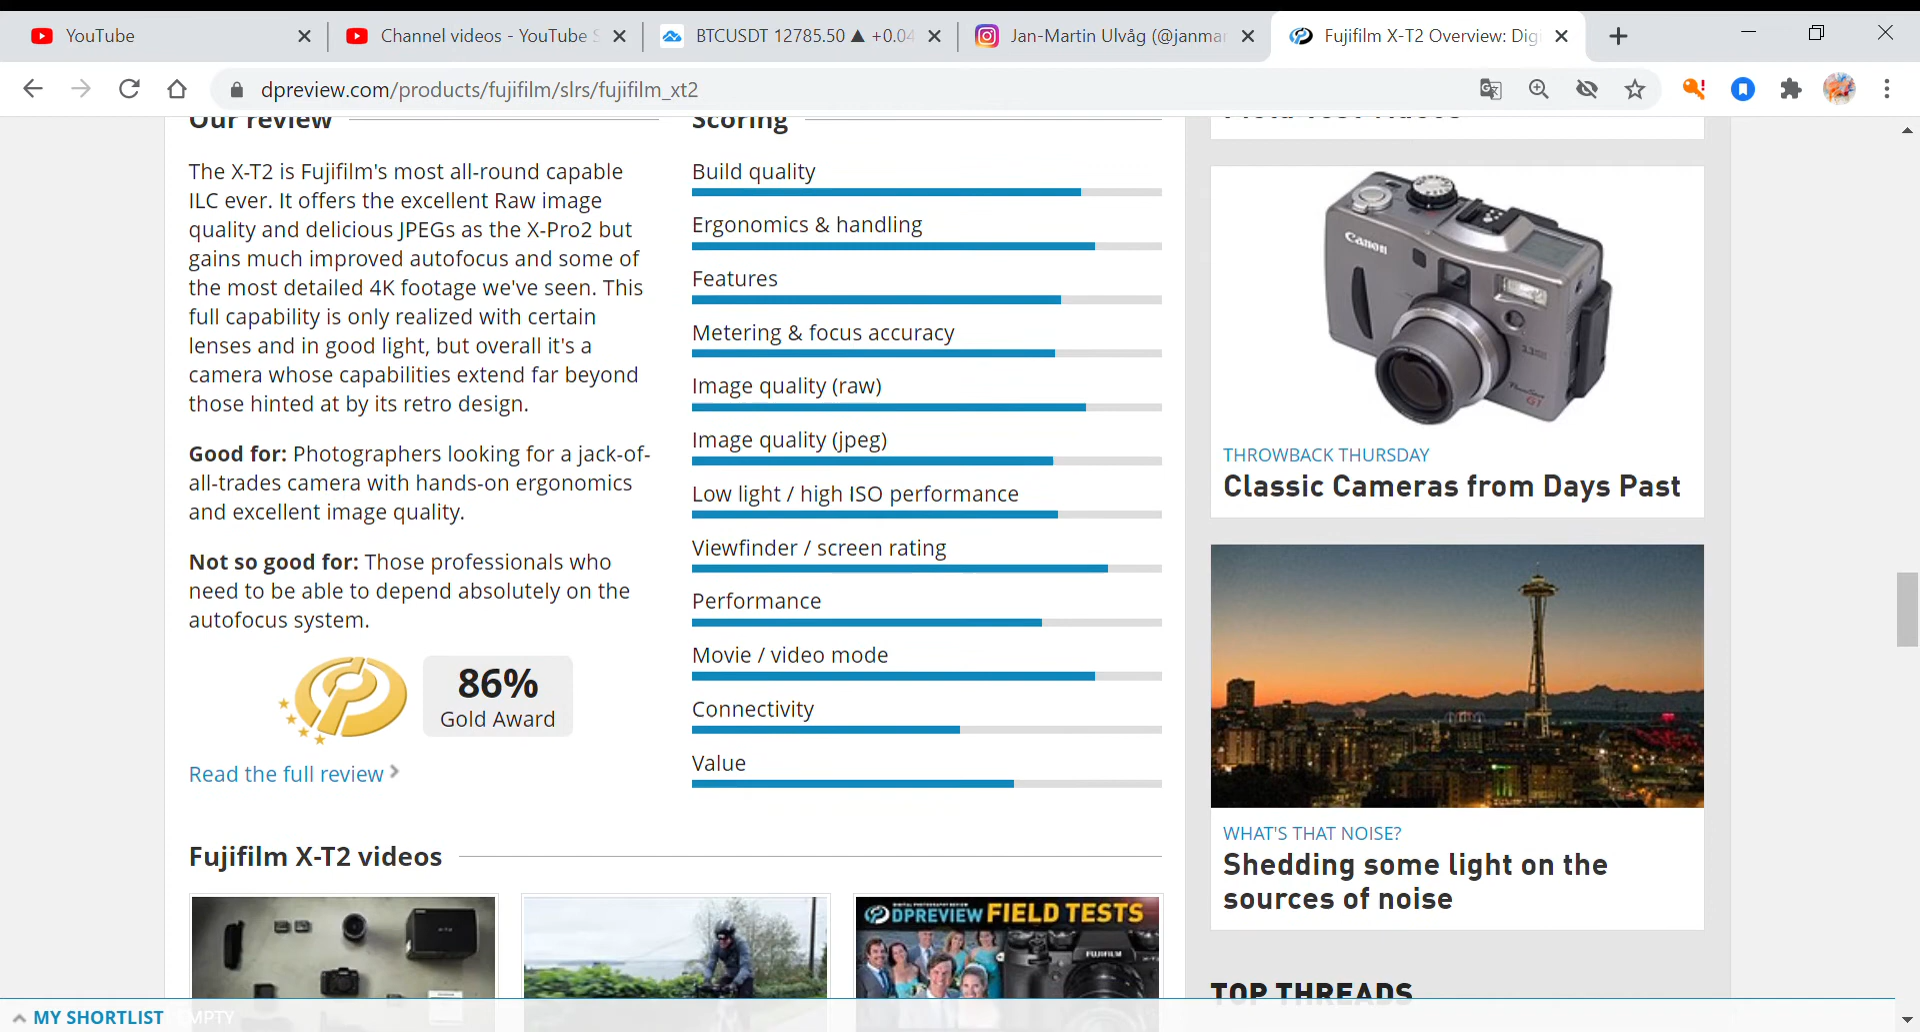 YouTube
Channel videos - YouTube S
BTCUSDT 12785.50 ▲ +0.04
Jan-Martin Ulvåg (@janmar
Fujifilm X-T2 Overview: Digi
dpreview.com/products/fujifilm/slrs/fujifilm_xt2
Our review
The X-T2 is Fujifilm's most all-round capable
ILC ever. It offers the excellent Raw image
quality and delicious JPEGs as the X-Pro2 but
gains much improved autofocus and some of
the most detailed 4K footage we've seen. This
full capability is only realized with certain
lenses and in good light, but overall it's a
camera whose capabilities extend far beyond
those hinted at by its retro design.
Good for: Photographers looking for a jack-of-
all-trades camera with hands-on ergonomics
and excellent image quality.
Not so good for: Those professionals who
need to be able to depend absolutely on the
autofocus system.
86%
Gold Award
Read the full review
Scoring
Build quality
Ergonomics & handling
Features
Metering & focus accuracy
Image quality (raw)
Image quality (jpeg)
Low light / high ISO performance
Viewfinder / screen rating
Performance
Movie / video mode
Connectivity
Value
Fujifilm X-T2 videos
DPREVIEW FIELD TESTS
FUJIFILM
Canon
PowerShot
G1
THROWBACK THURSDAY
Classic Cameras from Days Past
WHAT'S THAT NOISE?
Shedding some light on the
sources of noise
TOP THREADS
MY SHORTLIST EMPTY